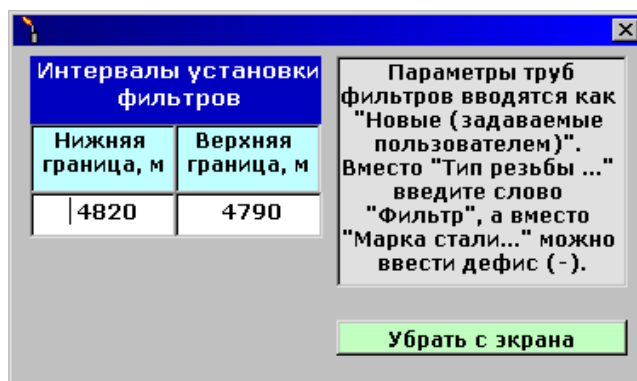 Интервалы установки
фильтров
Нижняя
граница, м
Верхняя
граница, м
4820
4790
Параметры труб
фильтров вводятся как
"Новые (задаваемые
пользователем)".
Вместо "Тип резьбы ..."
введите слово
"Фильтр", а вместо
"Марка стали..." можно
ввести дефис (-).
Убрать с экрана